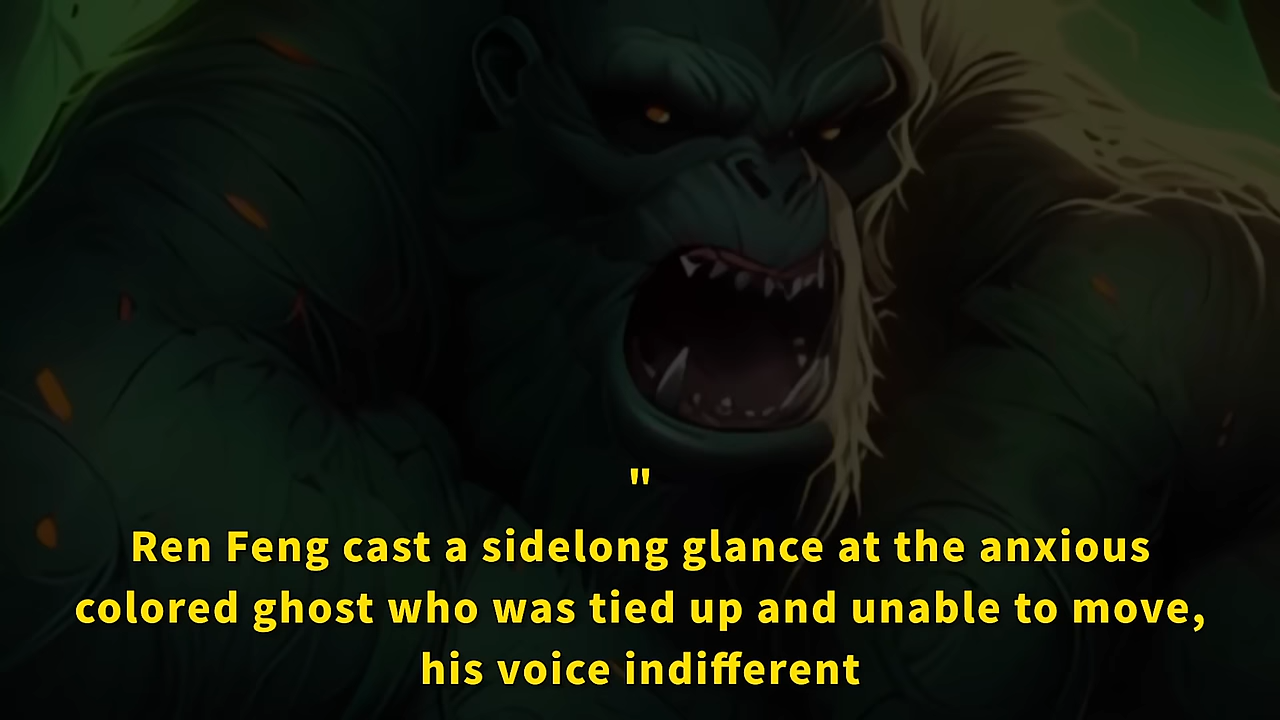 "
Ren Feng cast a sidelong glance at the anxious
colored ghost who was tied up and unable to move,
his voice indifferent